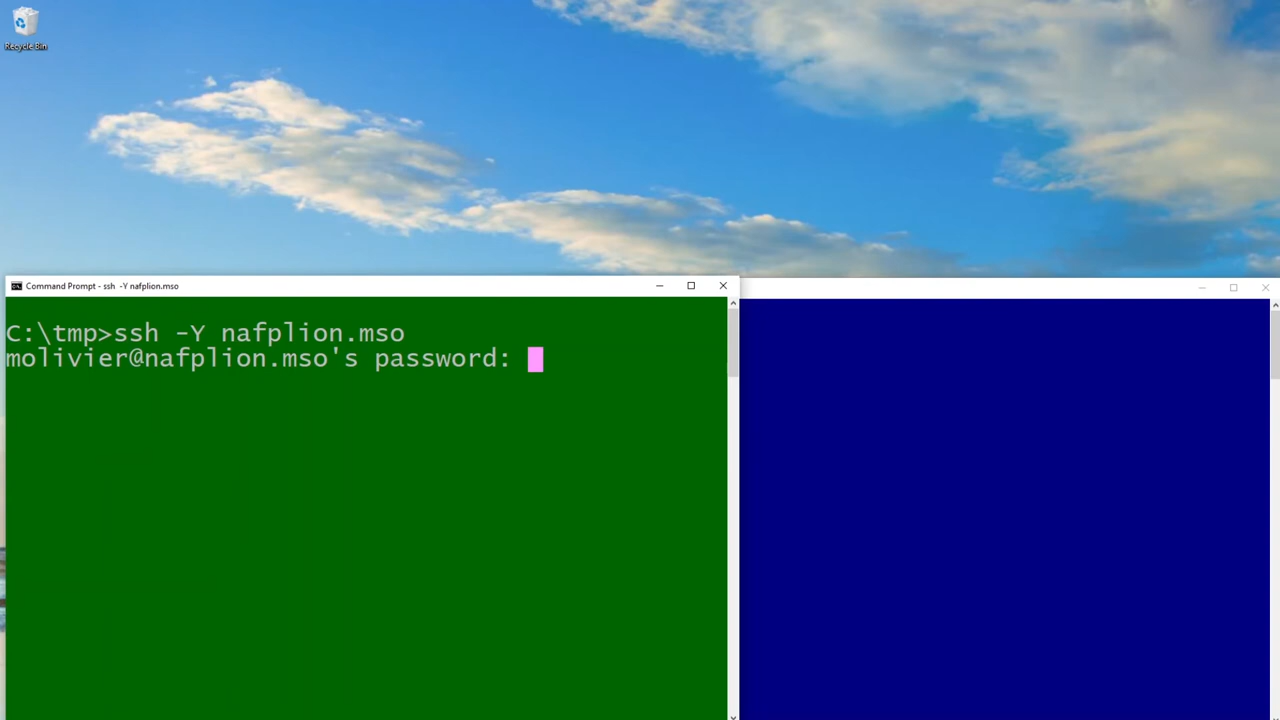 Recycle Bin
Command Prompt - ssh -Y nafplion.mso
C:\tmp>ssh -Y nafplion.mso
molivier@nafplion.mso's password: